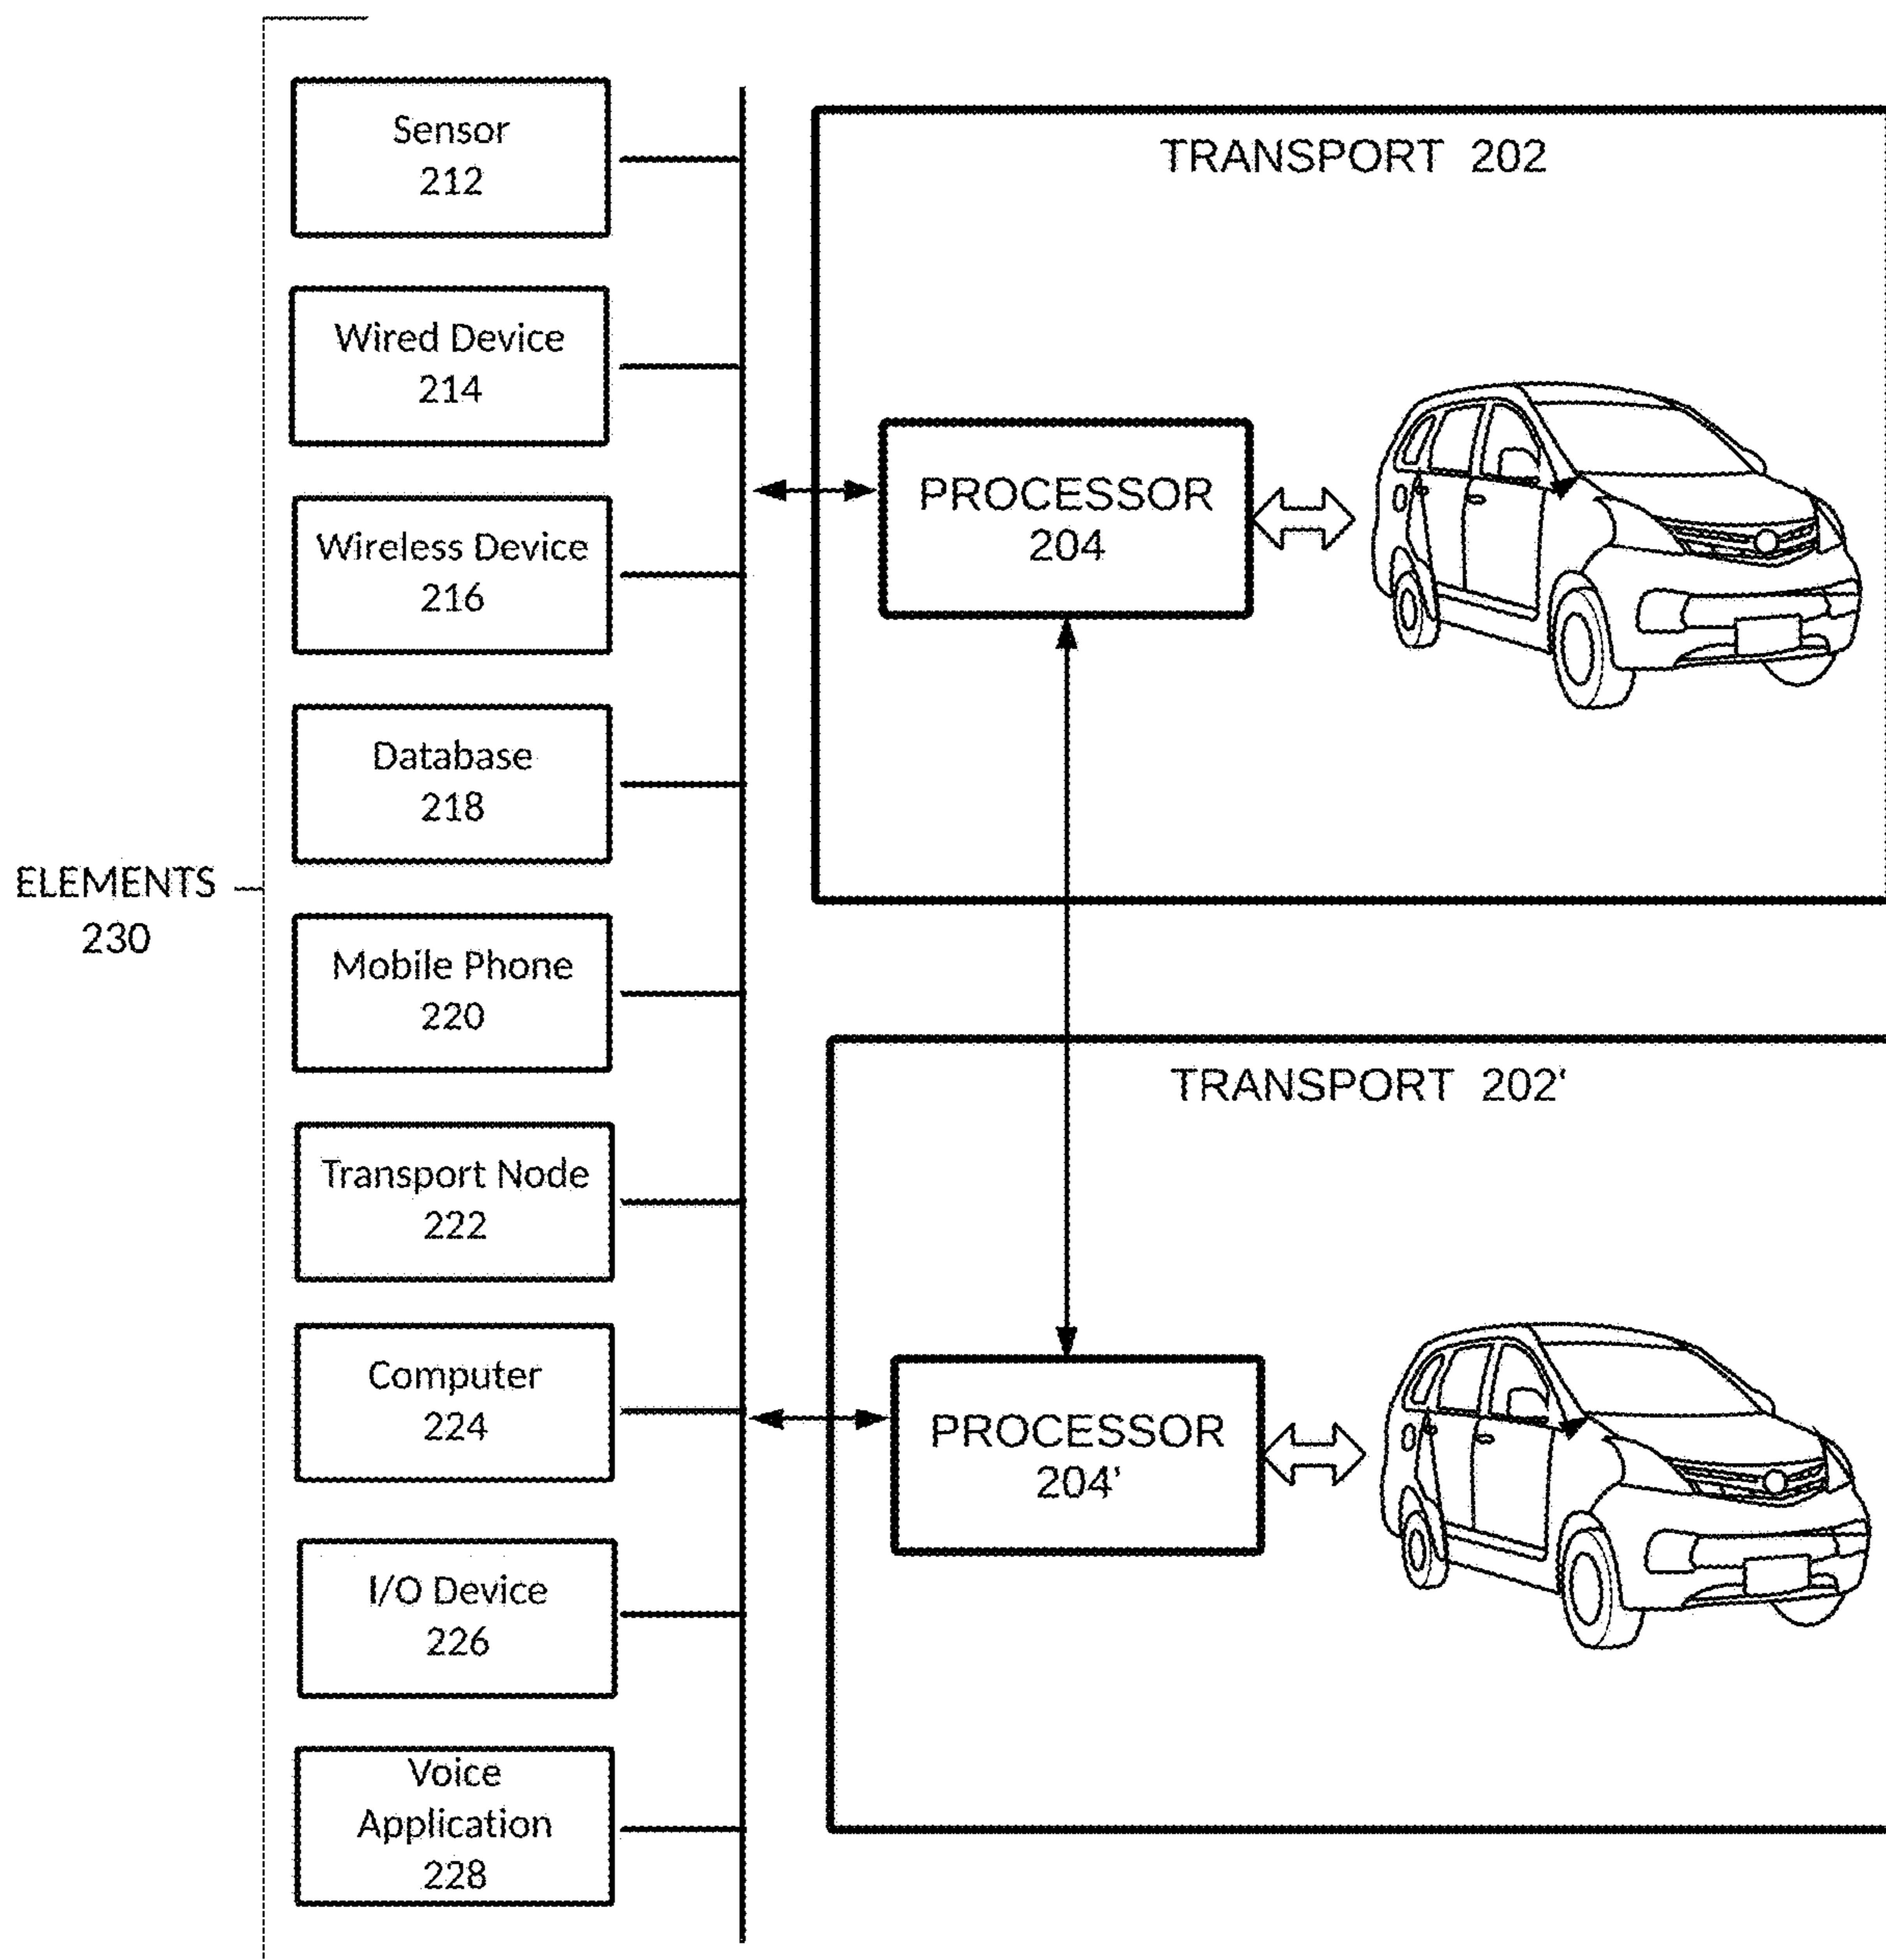 ELEMENTS
230
Sensor
212
Wired Device
214
Wireless Device
216
Database
218
Mobile Phone
220
Transport Node
222
Computer
224
I/O Device
226
Voice
Application
228
TRANSPORT 202
PROCESSOR
204
TRANSPORT 202'
PROCESSOR
204'